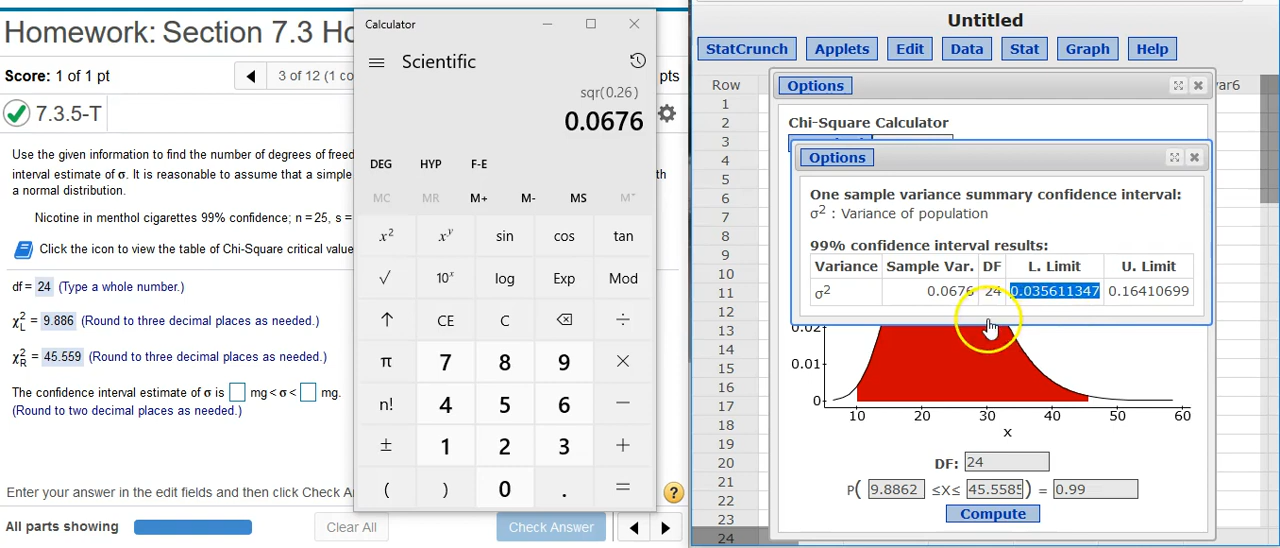 Homework: Section 7.3 Ho
Score: 1 of 1 pt
3 of 12 (1 co
pts
7.3.5-T
Use the given information to find the number of degrees of freed
interval estimate of σ. It is reasonable to assume that a simple
th
a normal distribution.
Nicotine in menthol cigarettes 99% confidence; n=25, s=
Click the icon to view the table of Chi-Square critical value
df = 24 (Type a whole number.)
χ²L = 9.886 (Round to three decimal places as needed.)
χ²R = 45.559 (Round to three decimal places as needed.)
The confidence interval estimate of σ is mg<σ< mg.
(Round to two decimal places as needed.)
Enter your answer in the edit fields and then click Check A
?
All parts showing
Clear All
Check Answer
Calculator
Scientific
sqr(0.26)
0.0676
DEG HYP F-E
MC MR M+ M- MS M˅
x² xʸ sin cos tan
√ 10ˣ log Exp Mod
↑ CE C ÷
π 7 8 9 ×
n! 4 5 6 −
± 1 2 3 +
( ) 0 . =
Untitled
StatCrunch Applets Edit Data Stat Graph Help
Row
var6
1
2
3
4
5
6
7
8
9
10
11
12
13
14
15
16
17
18
19
20
21
22
23
24
Options
Chi-Square Calculator
Options
One sample variance summary confidence interval:
σ² : Variance of population
99% confidence interval results:
Variance Sample Var. DF L. Limit U. Limit
σ² 0.0676 24 0.035611347 0.16410699
0.02
0.01
0
10 20 30 40 50 60
x
DF: 24
P( 9.8862 ≤X≤ 45.5585 ) = 0.99
Compute